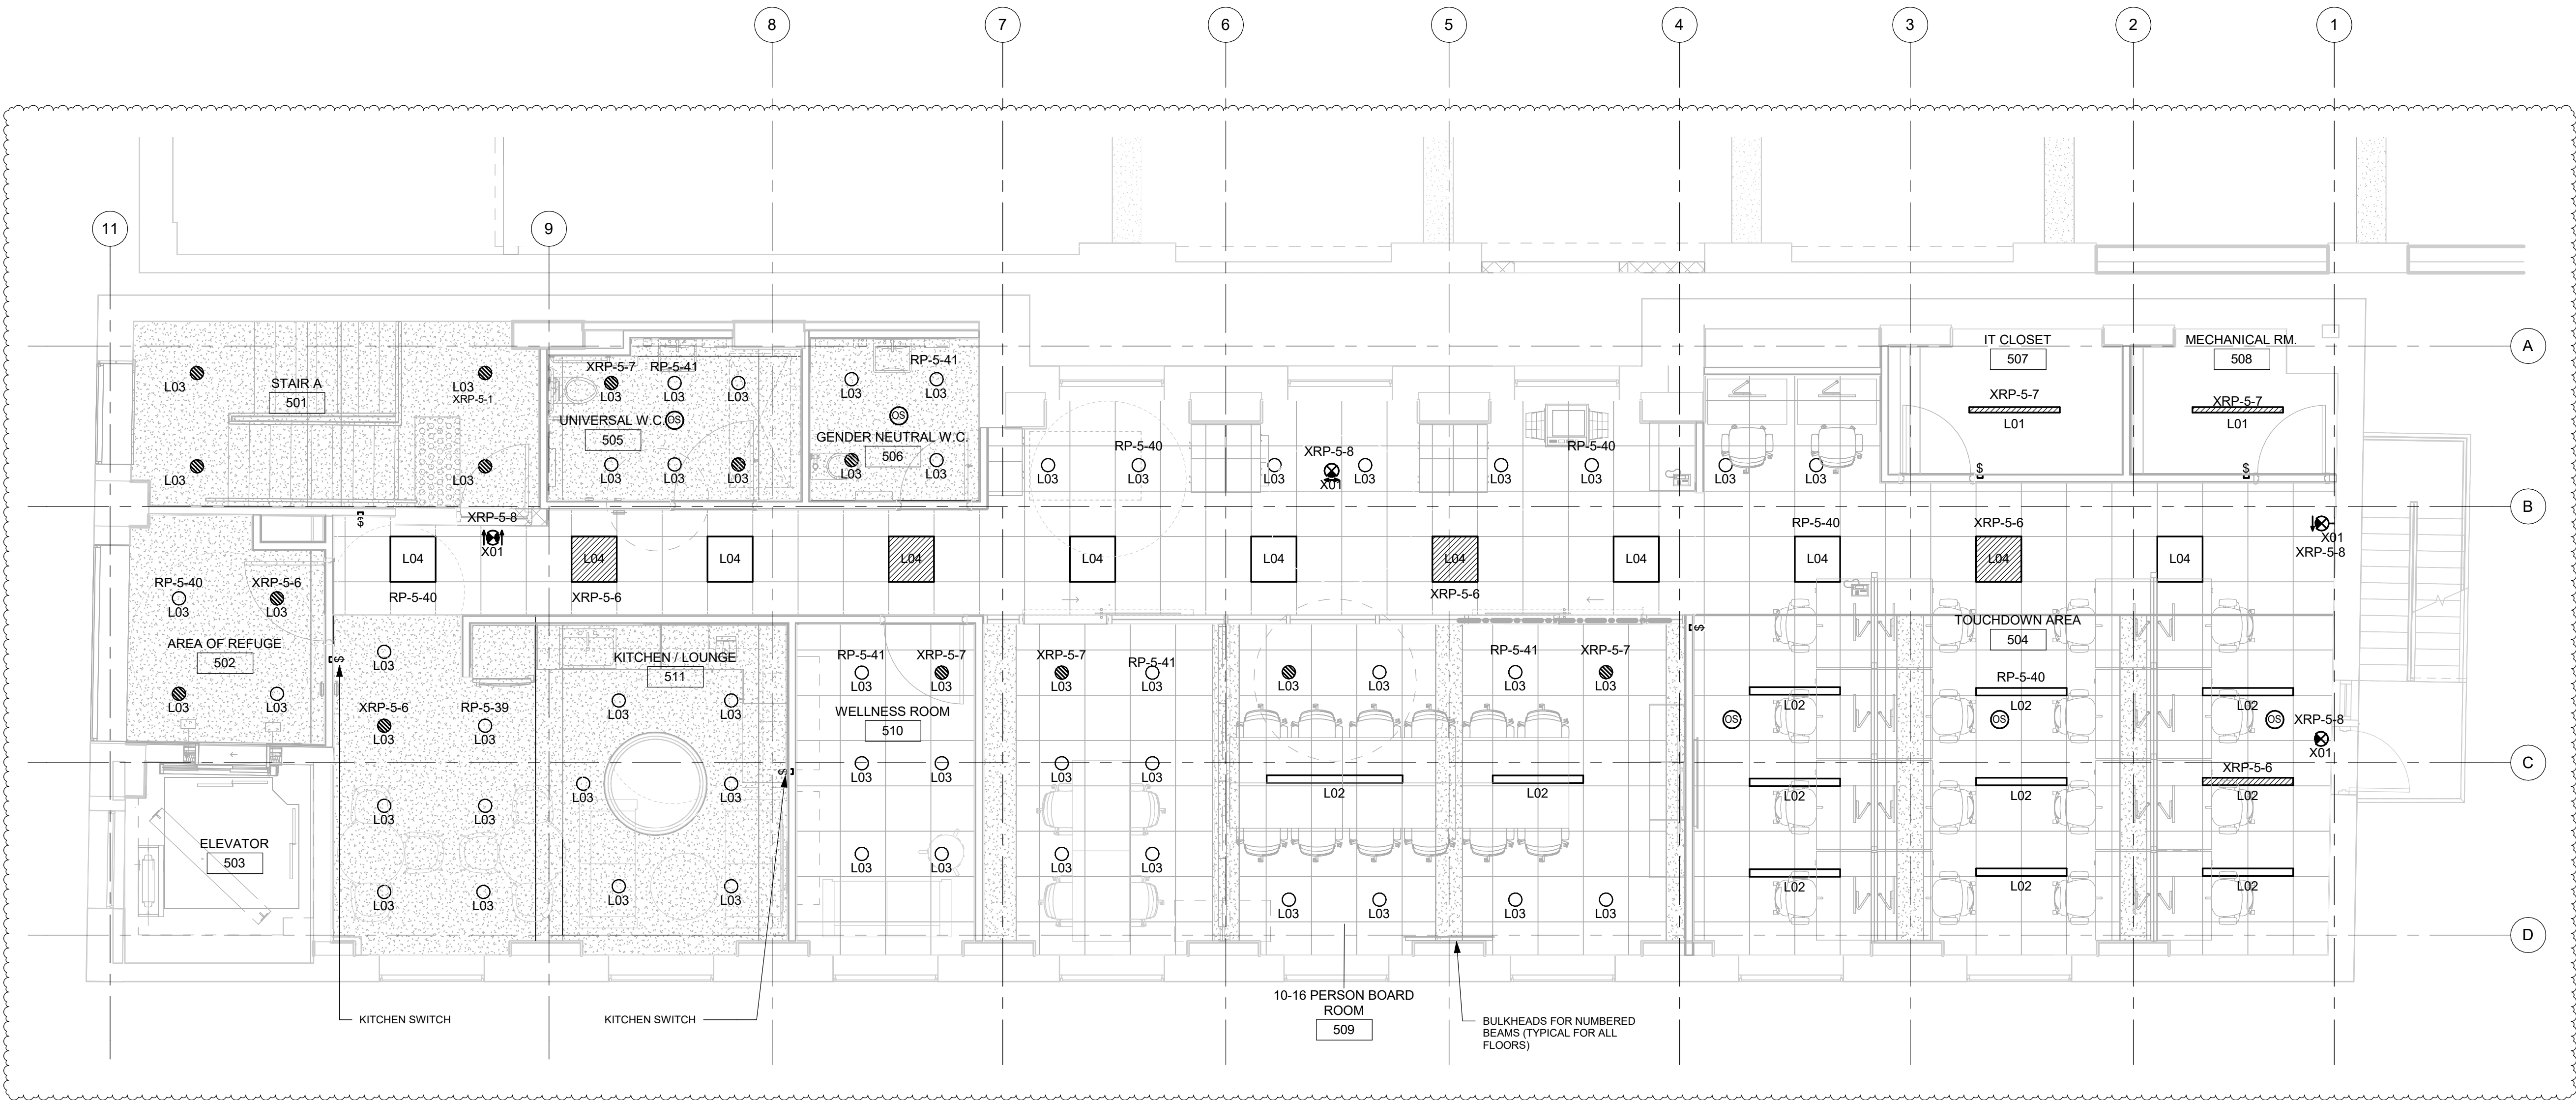 8
7
6
5
4
3
2
1
11
9
A
B
C
D
STAIR A
501
L03
L03
XRP-5-1
L03
L03
XRP-5-7
RP-5-41
L03
L03
L03
UNIVERSAL W.C.
OS
505
L03
L03
L03
RP-5-41
L03
L03
OS
GENDER NEUTRAL W.C.
506
L03
L03
RP-5-40
L03
L03
XRP-5-8
L03
X01
L03
RP-5-40
L03
L03
L03
L03
IT CLOSET
507
XRP-5-7
L01
$
MECHANICAL RM.
508
XRP-5-7
L01
$
$
XRP-5-8
X01
L04
RP-5-40
L04
XRP-5-6
L04
L04
L04
L04
L04
XRP-5-6
L04
RP-5-40
L04
XRP-5-6
L04
L04
X01
XRP-5-8
RP-5-40
L03
XRP-5-6
L03
AREA OF REFUGE
502
L03
L03
$
ELEVATOR
503
L03
XRP-5-6
L03
RP-5-39
L03
L03
L03
L03
L03
KITCHEN / LOUNGE
511
L03
L03
L03
L03
L03
L03
$
RP-5-41
L03
XRP-5-7
L03
WELLNESS ROOM
510
L03
L03
L03
L03
XRP-5-7
L03
RP-5-41
L03
L03
L03
L03
L03
L03
L03
RP-5-41
L03
XRP-5-7
L03
L02
L02
L03
L03
L03
L03
$
TOUCHDOWN AREA
504
L02
RP-5-40
L02
L02
OS
OS
OS
XRP-5-8
X01
L02
L02
XRP-5-6
L02
L02
L02
L02
KITCHEN SWITCH
KITCHEN SWITCH
10-16 PERSON BOARD
ROOM
509
BULKHEADS FOR NUMBERED
BEAMS (TYPICAL FOR ALL
FLOORS)